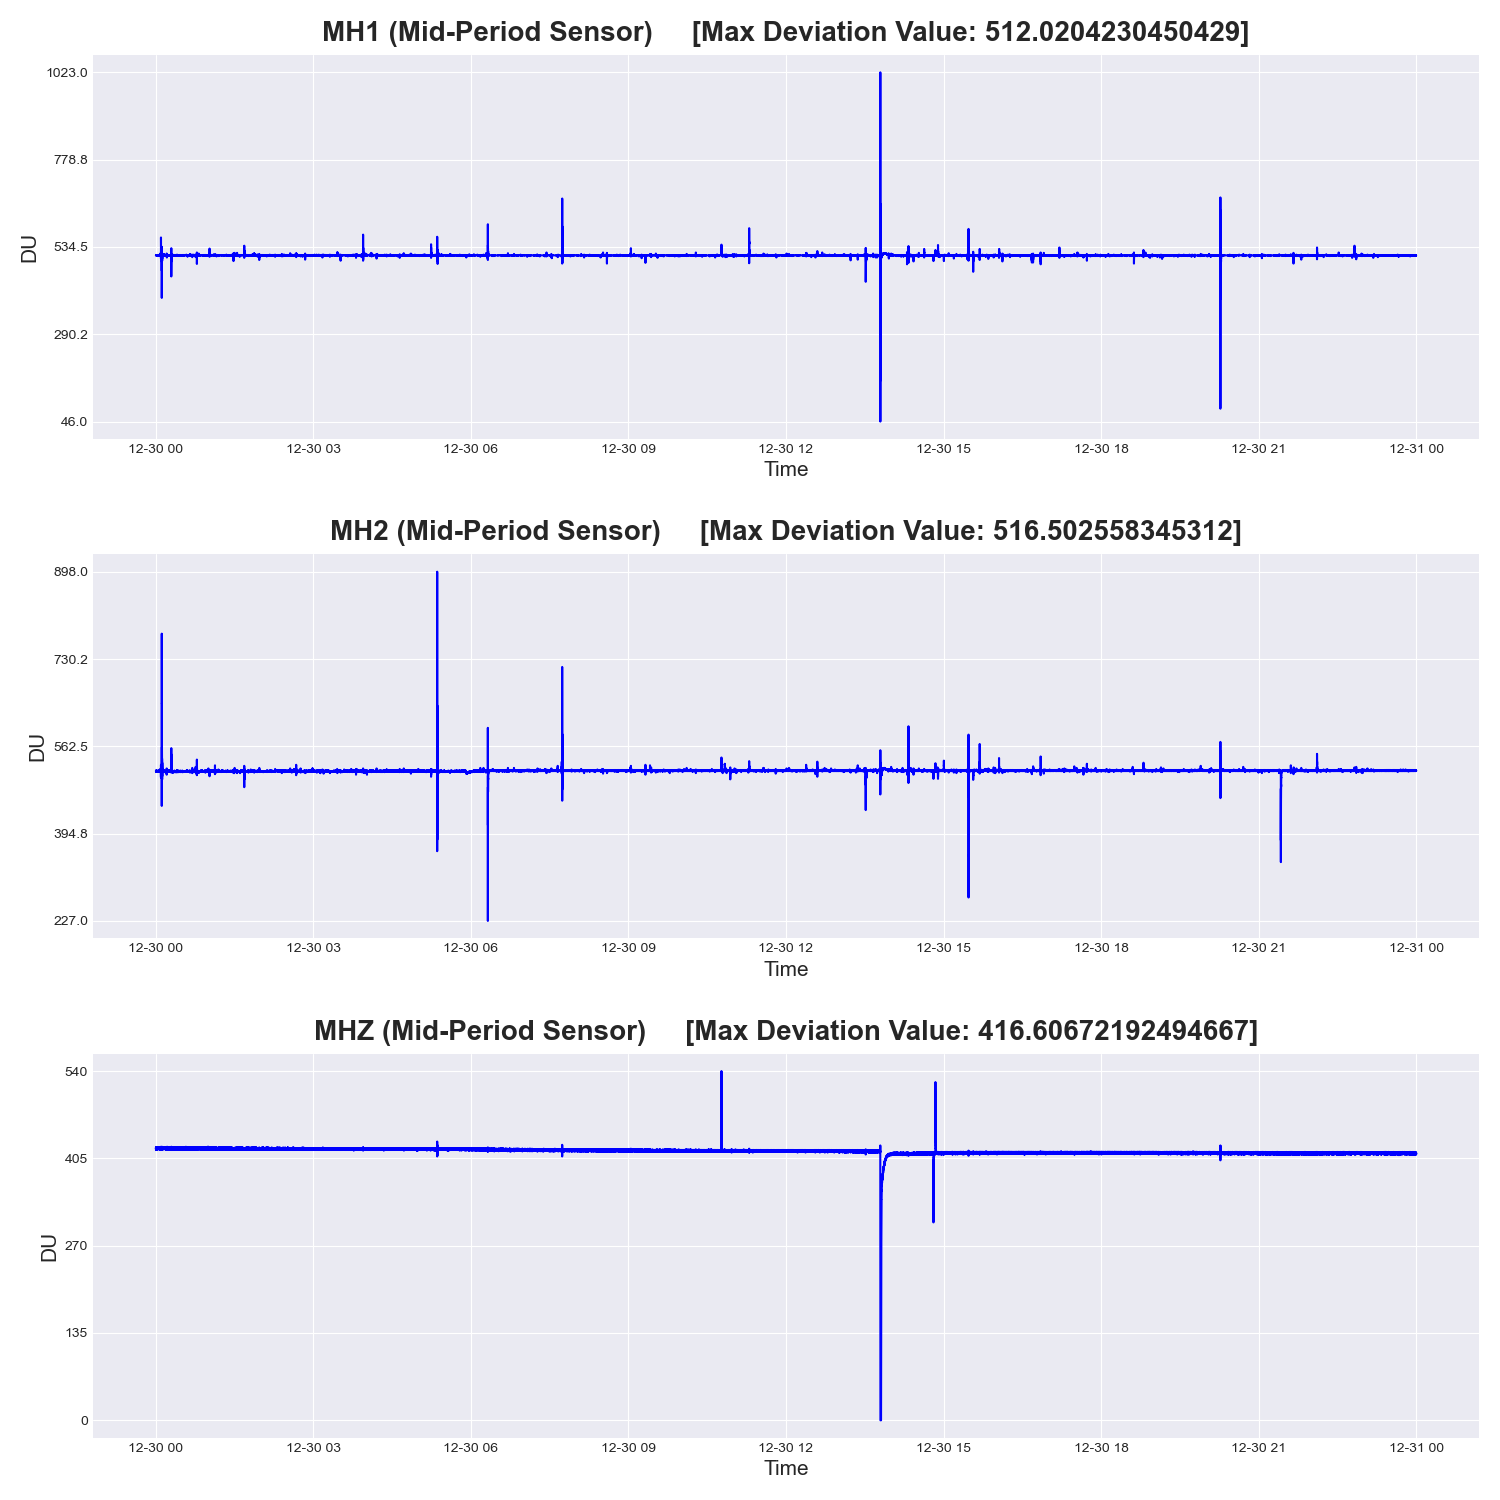 MH1 (Mid-Period Sensor) [Max Deviation Value: 512.0204230450429]
1023.0
778.8
534.5
290.2
46.0
DU
12-30 00 12-30 03 12-30 06 12-30 09 12-30 12 12-30 15 12-30 18 12-30 21 12-31 00
Time
MH2 (Mid-Period Sensor) [Max Deviation Value: 516.502558345312]
898.0
730.2
562.5
394.8
227.0
DU
12-30 00 12-30 03 12-30 06 12-30 09 12-30 12 12-30 15 12-30 18 12-30 21 12-31 00
Time
MHZ (Mid-Period Sensor) [Max Deviation Value: 416.60672192494667]
540
405
270
135
0
DU
12-30 00 12-30 03 12-30 06 12-30 09 12-30 12 12-30 15 12-30 18 12-30 21 12-31 00
Time